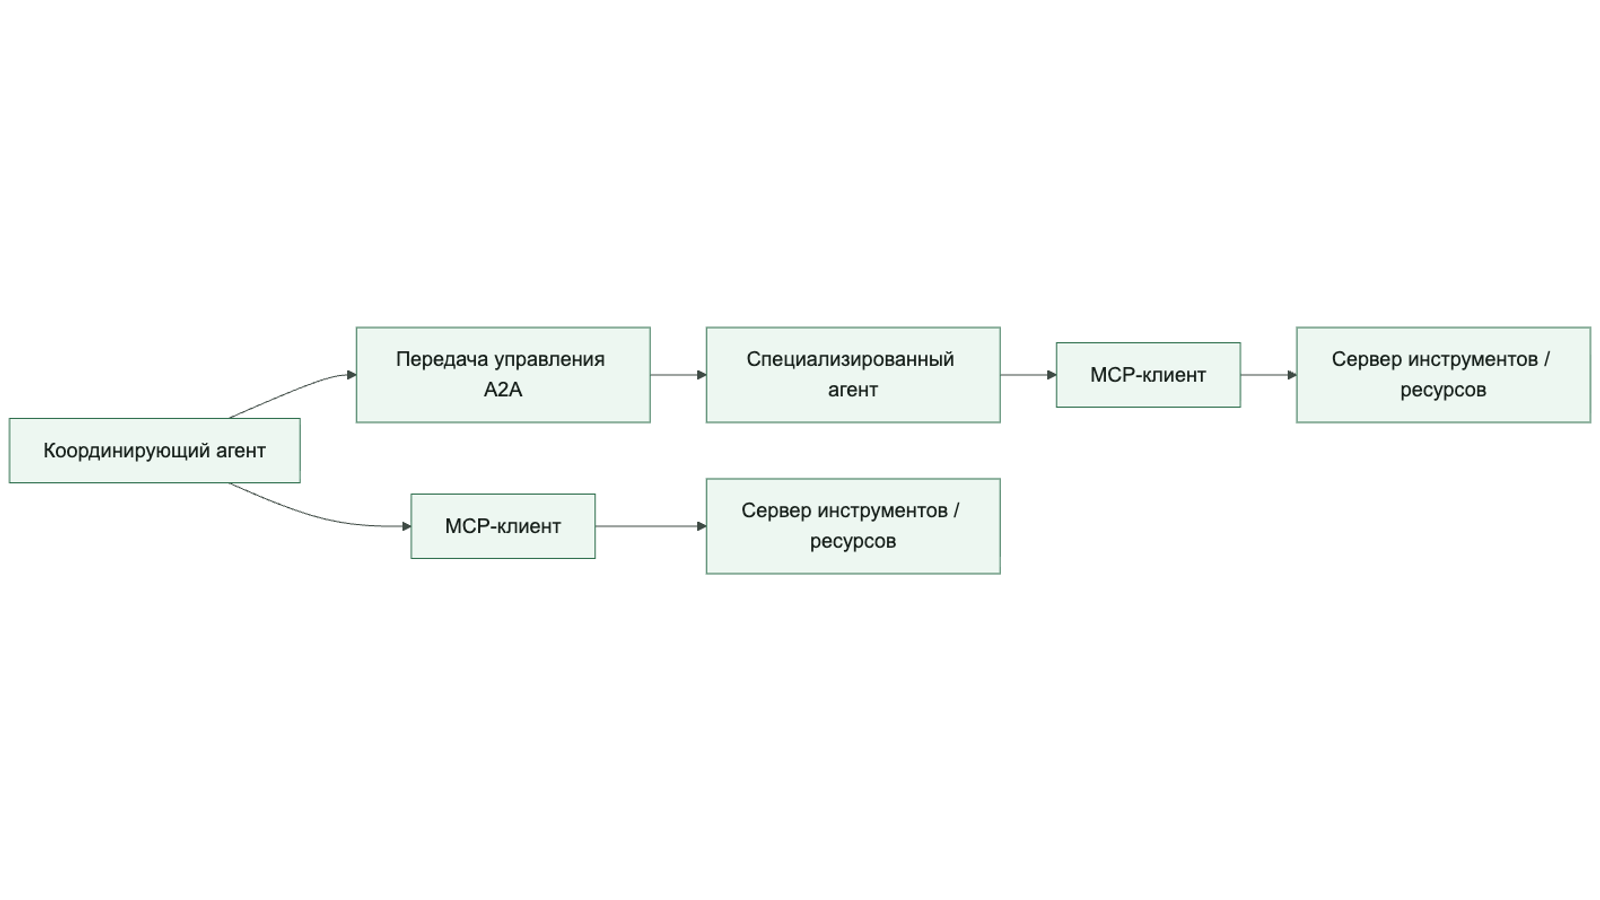 Координирующий агент
Передача управления
A2A
Специализированный
агент
MCP-клиент
Сервер инструментов /
ресурсов
MCP-клиент
Сервер инструментов /
ресурсов